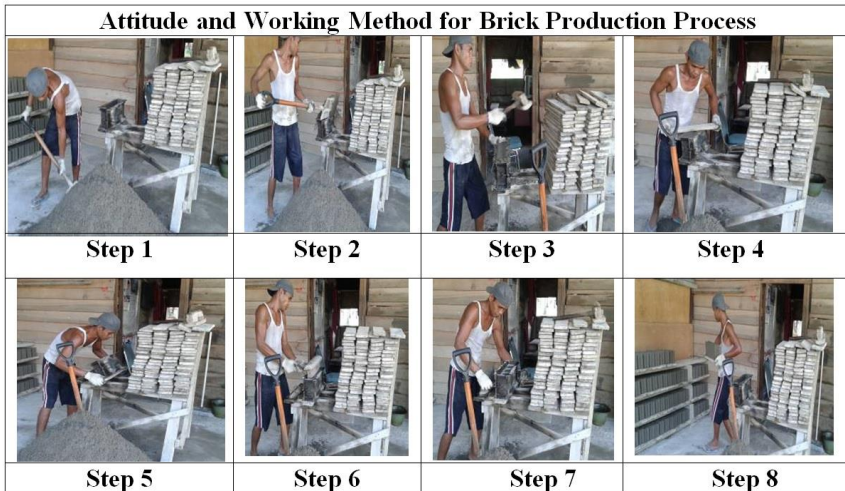 Attitude and Working Method for Brick Production Process
Step 1 Step 2 Step 3 Step 4
Step 5 Step 6 Step 7 Step 8